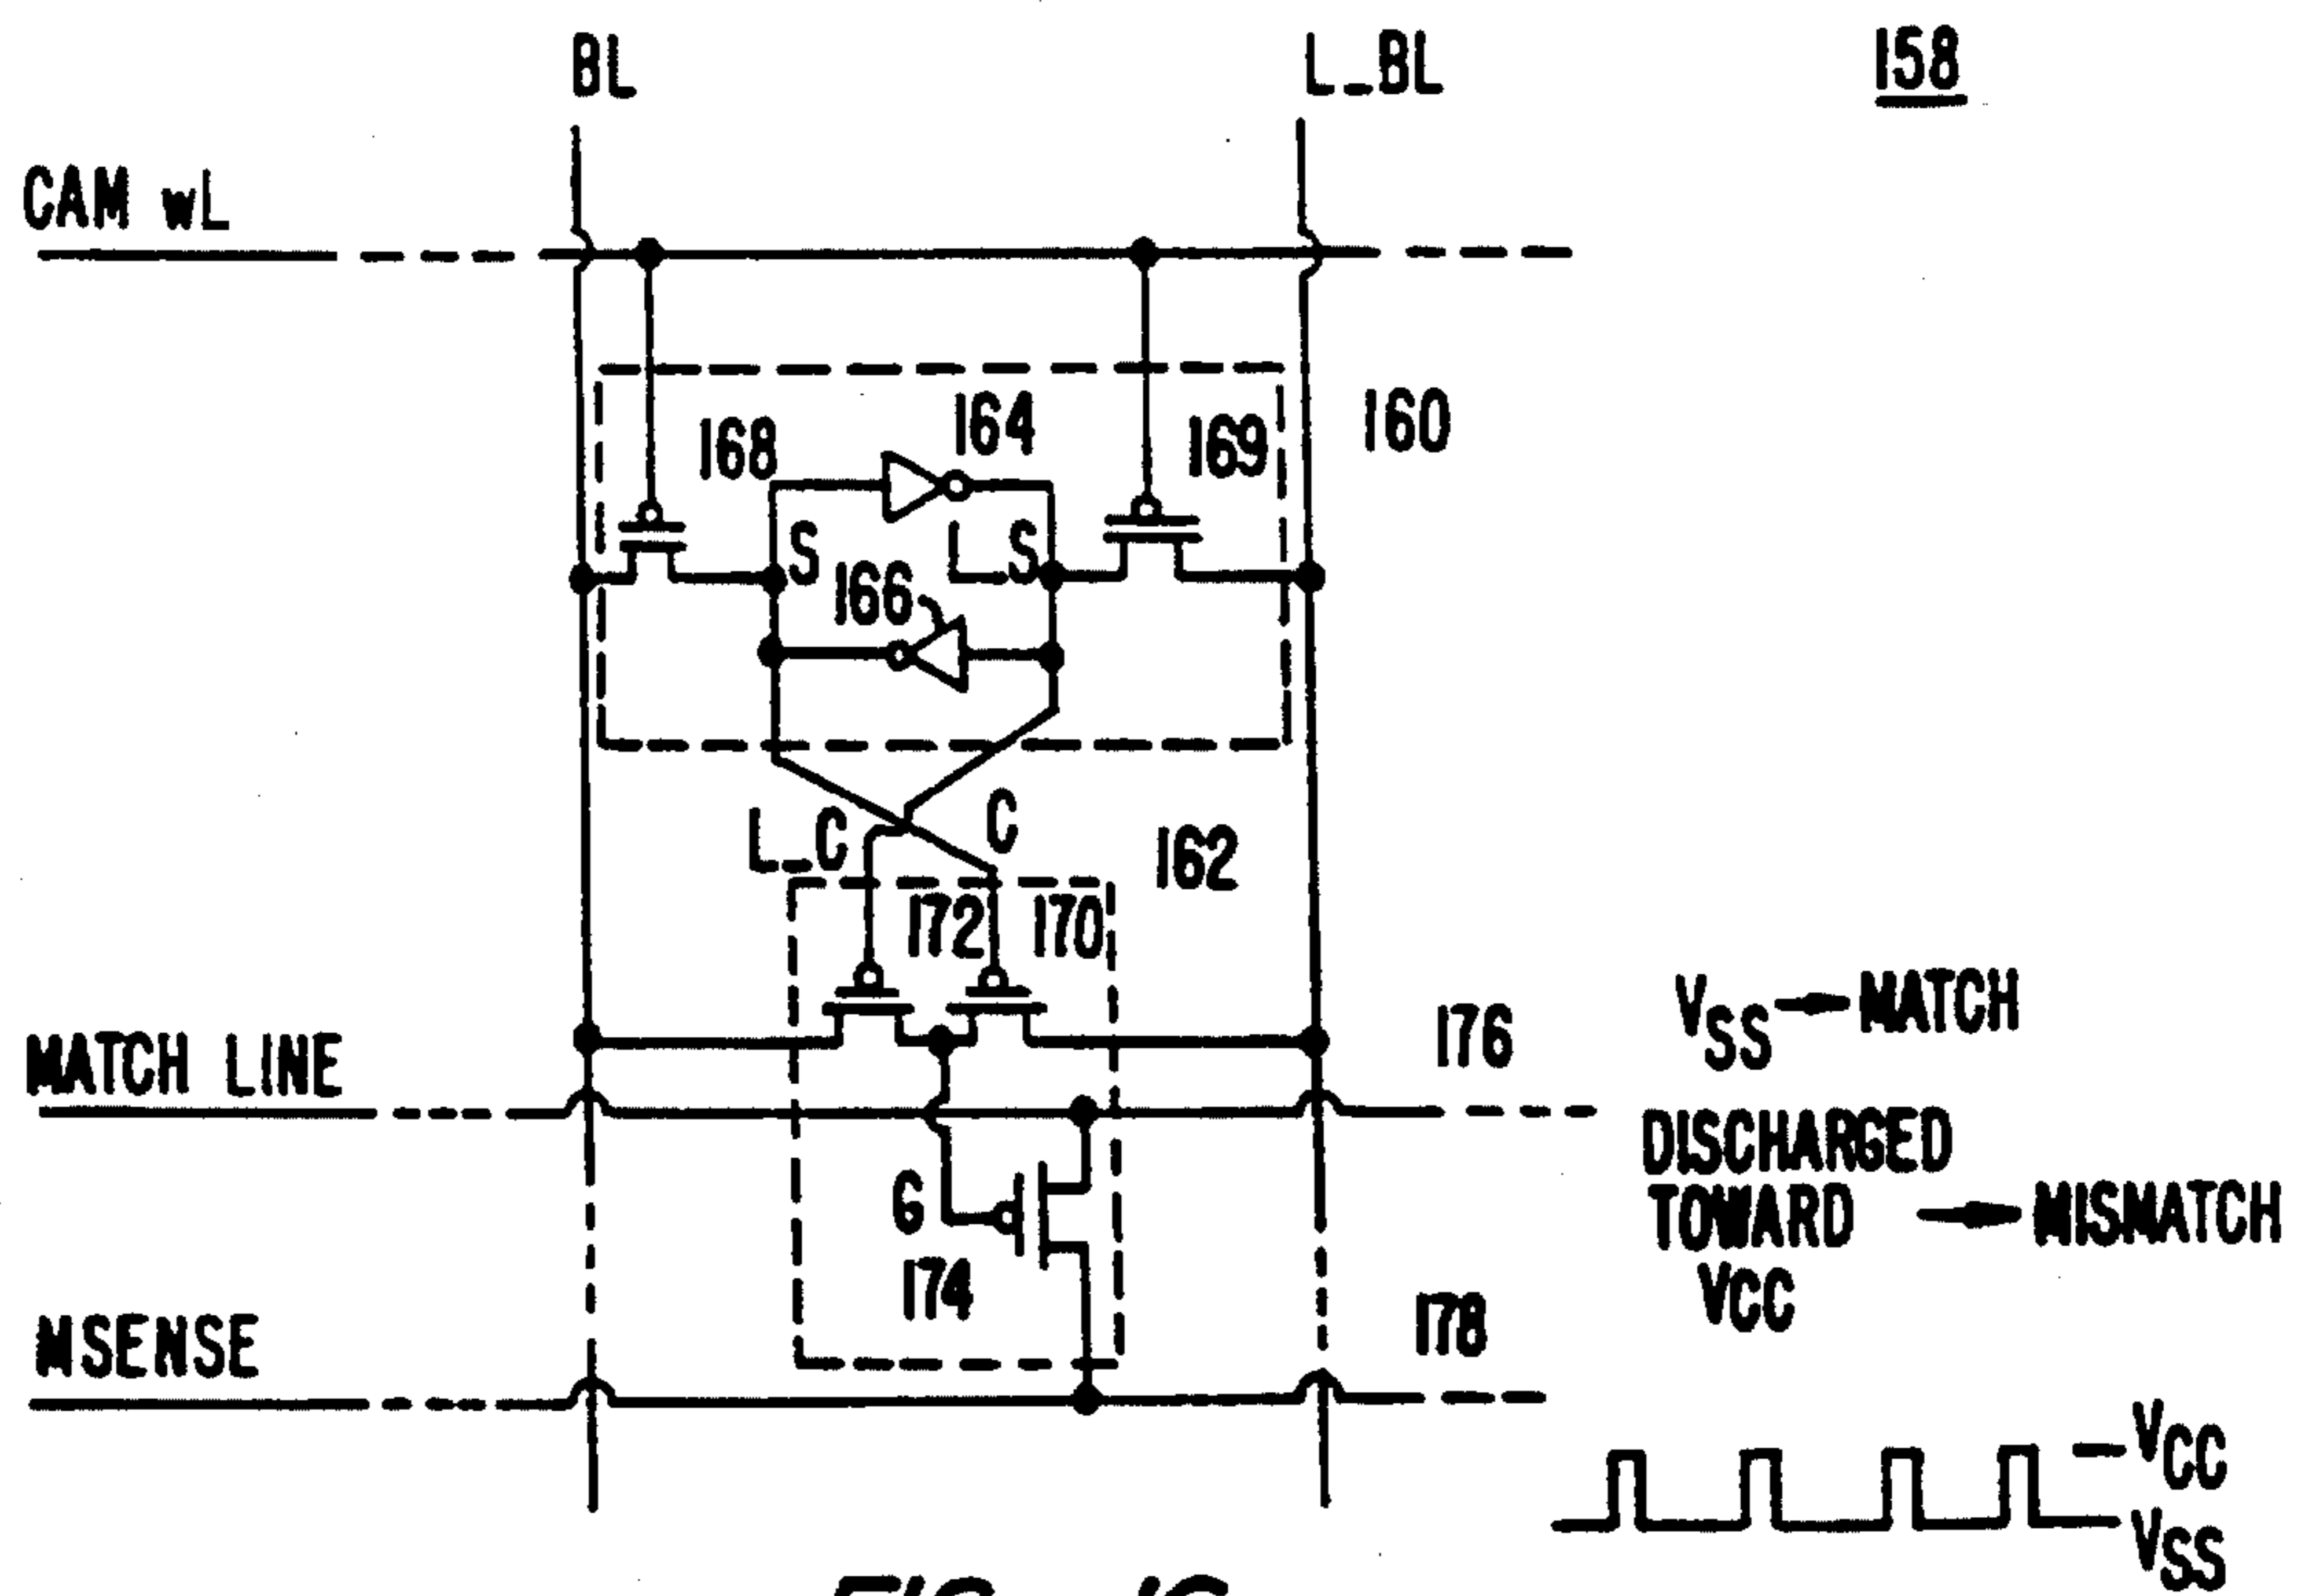 BL
L_BL
158
CAM wL
168
164
169
160
S
L_S
166
L_C
C
162
172
170
MATCH LINE
176
VSS
MATCH
DISCHARGED
TOWARD
MISMATCH
VCC
G
174
MSENSE
178
VCC
VSS